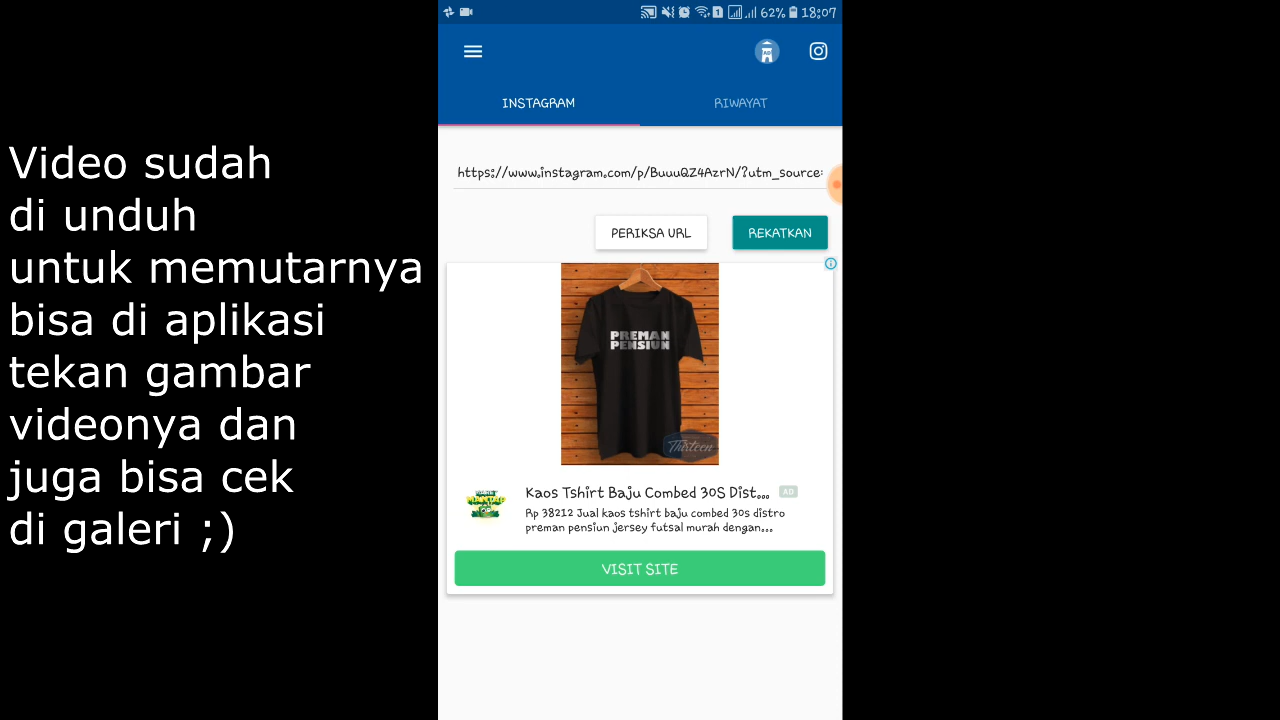 Video sudah
di unduh
untuk memutarnya
bisa di aplikasi
tekan gambar
videonya dan
juga bisa cek
di galeri ;)
1 62% 18:07
INSTAGRAM RIWAYAT
https://www.instagram.com/p/BuuuQZ4AzrN/?utm_source=
PERIKSA URL REKATKAN
PREMAN
PENSIUN
Thirteen
Kaos Tshirt Baju Combed 30S Dist... AD
Rp 38212 Jual kaos tshirt baju combed 30s distro
preman pensiun jersey futsal murah dengan...
VISIT SITE